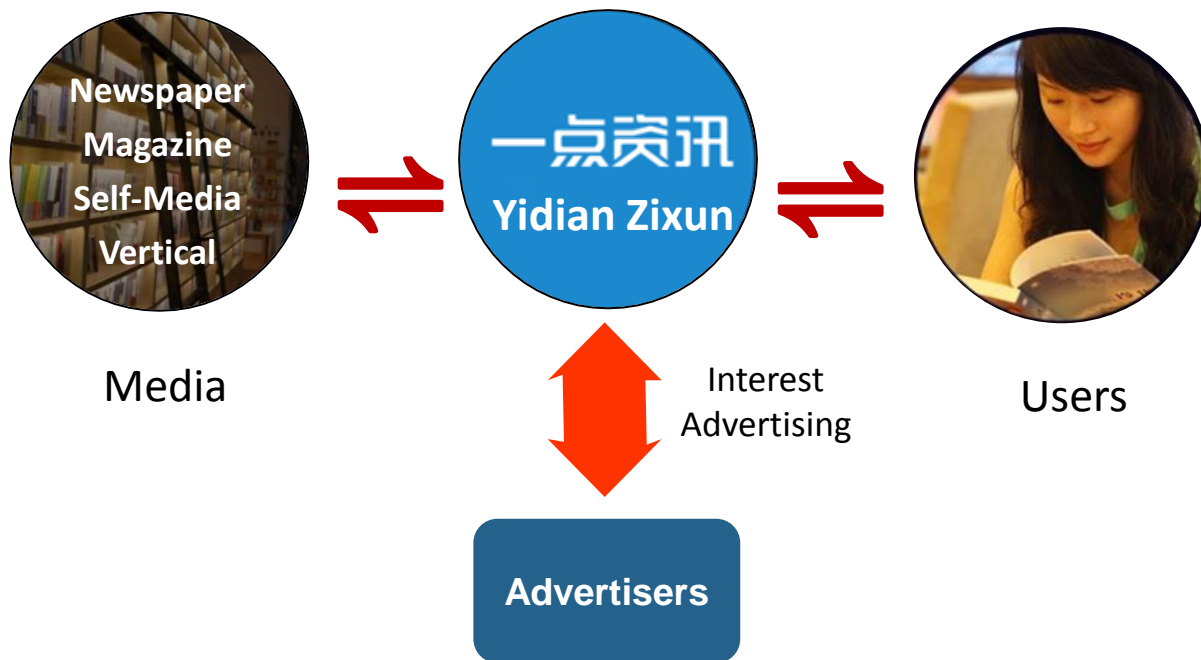 Newspaper
Magazine
Self-Media
Vertical
Media
一点资讯
Yidian Zixun
Users
Interest
Advertising
Advertisers